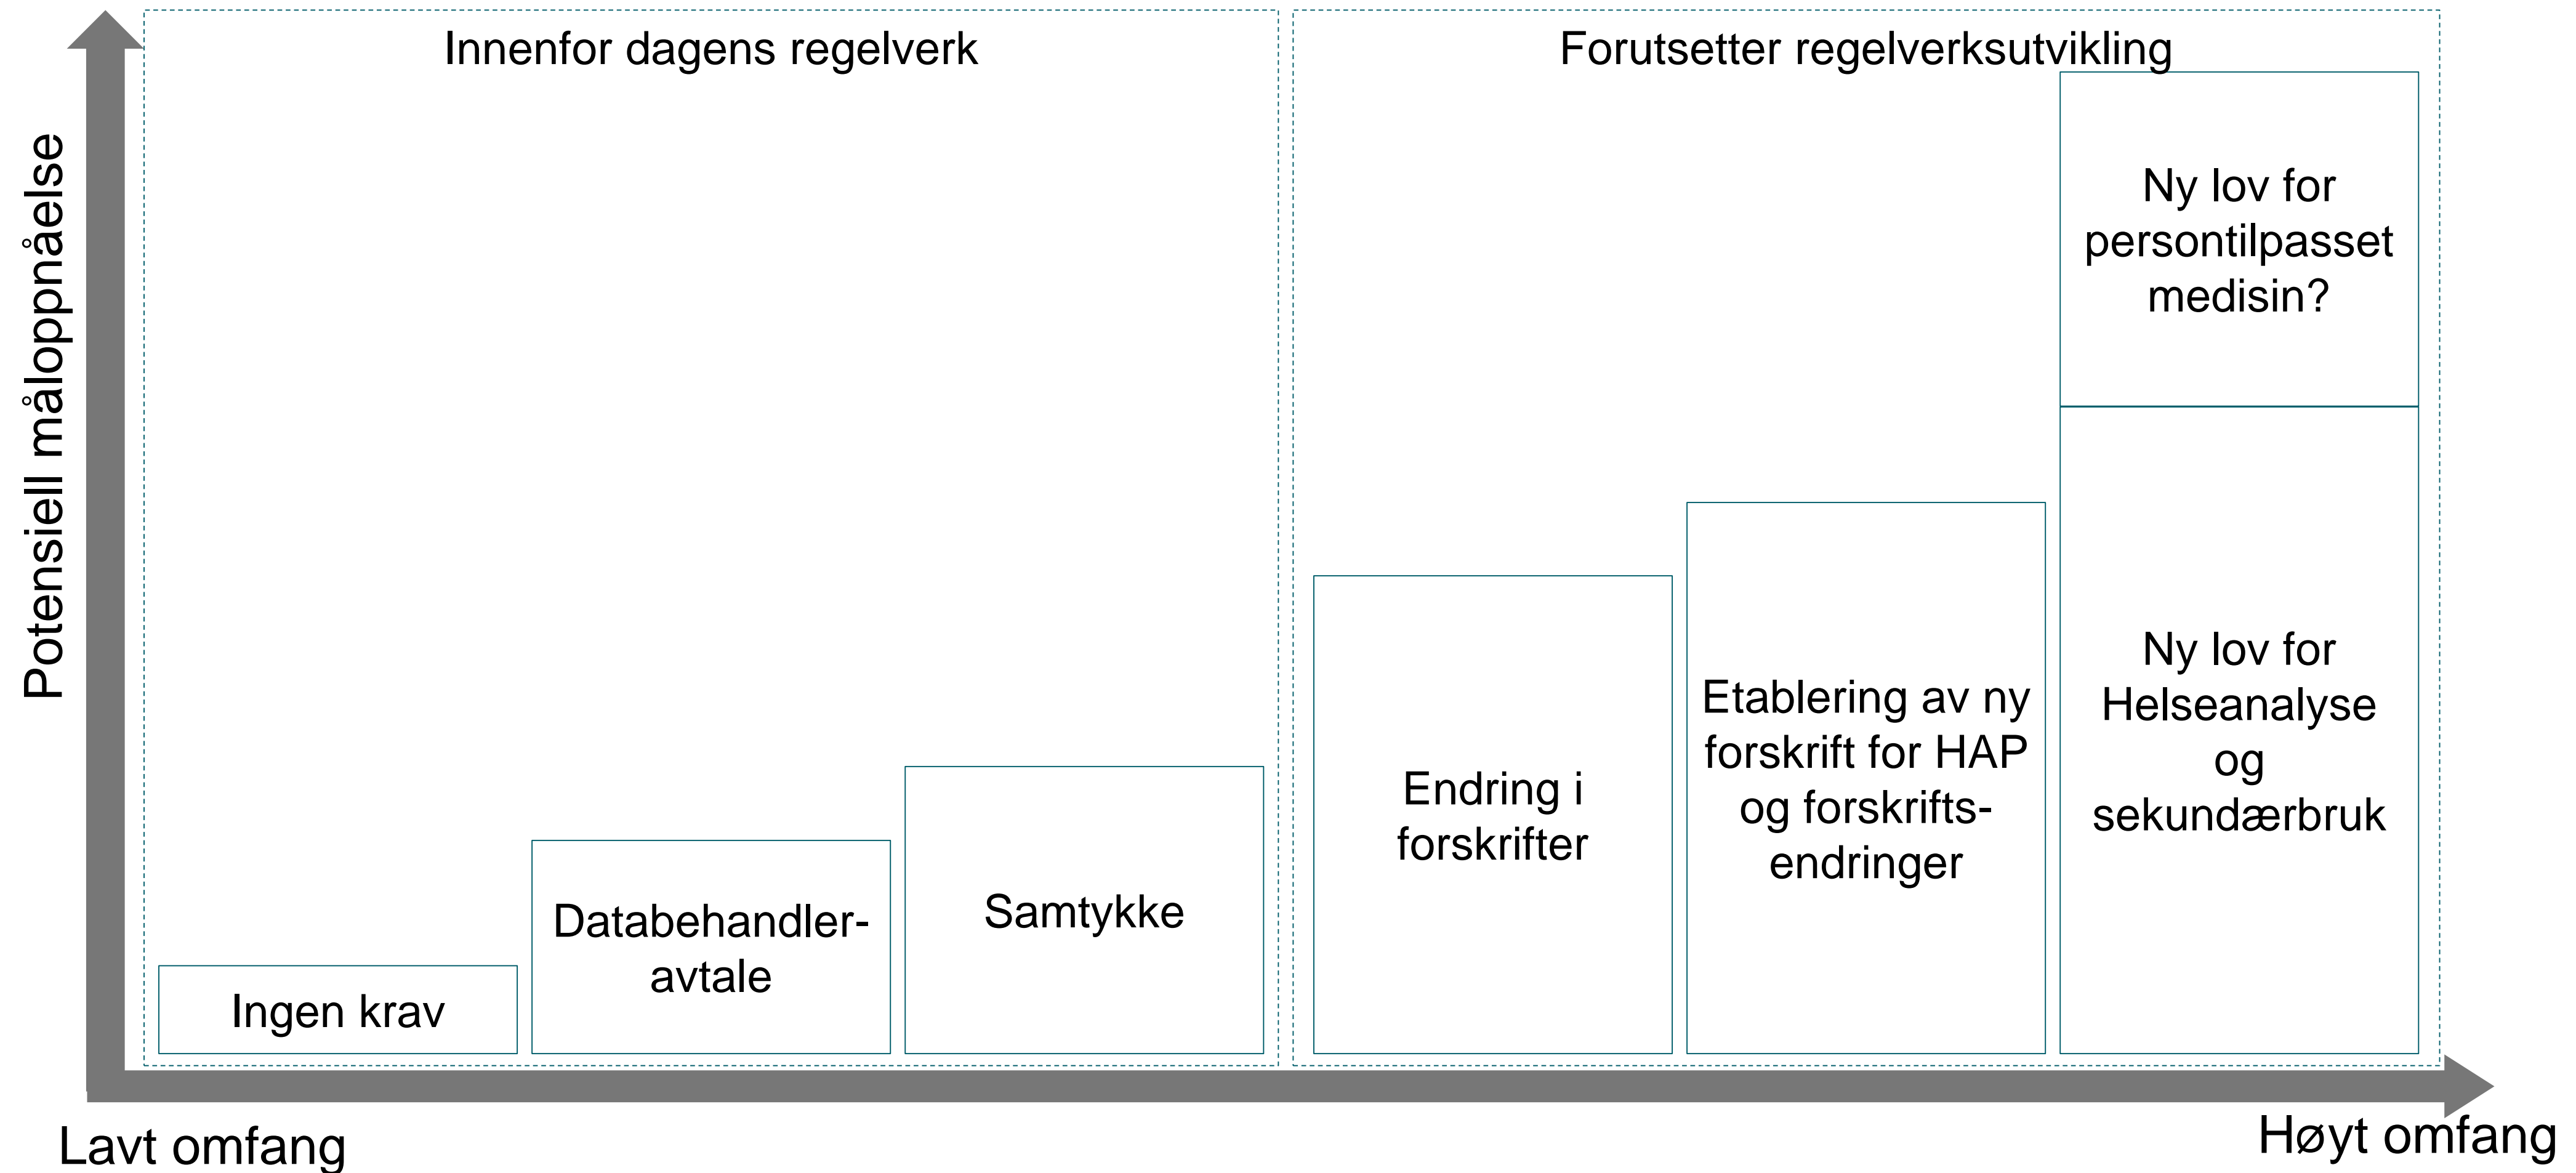 Innenfor dagens regelverk
Forutsetter regelverksutvikling
Potensiell måloppnåelse
Ingen krav
Databehandler-
avtale
Samtykke
Endring i
forskrifter
Etablering av ny
forskrift for HAP
og forskrifts-
endringer
Ny lov for
persontilpasset
medisin?
Ny lov for
Helseanalyse
og
sekundærbruk
Lavt omfang
Høyt omfang